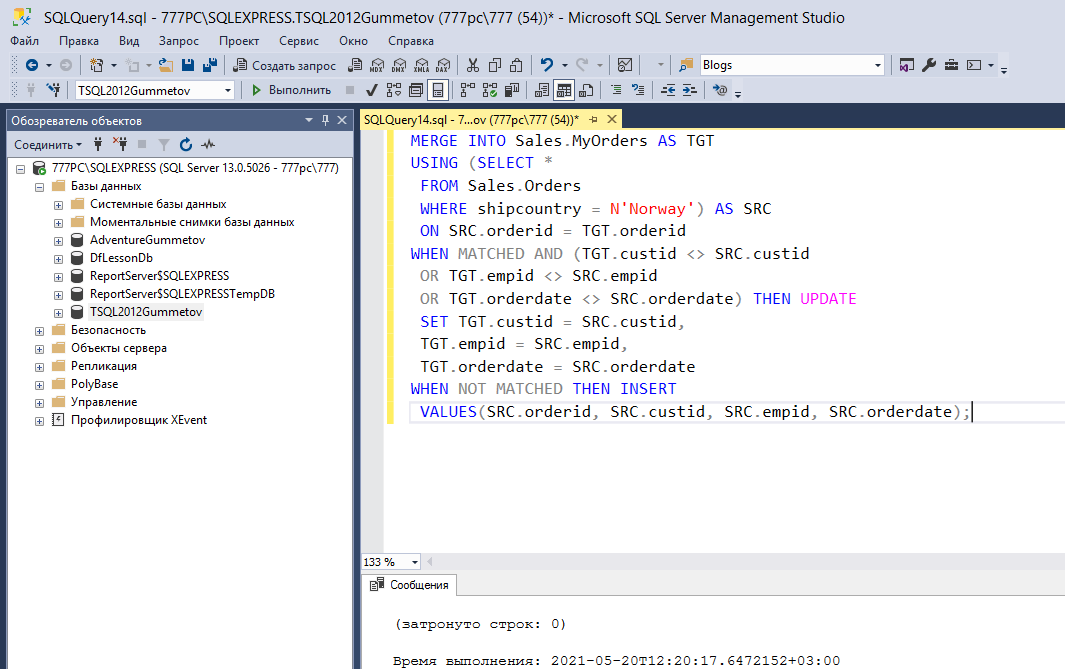 SQLQuery14.sql - 777PC\SQLEXPRESS.TSQL2012Gummetov (777pc\777 (54))* - Microsoft SQL Server Management Studio
Файл Правка Вид Запрос Проект Сервис Окно Справка
Создать запрос MDX DMX XMLA DAX Blogs
TSQL2012Gummetov Выполнить
Обозреватель объектов
SQLQuery14.sql - 7...ov (777pc\777 (54))*
Соединить
777PC\SQLEXPRESS (SQL Server 13.0.5026 - 777pc\777)
Базы данных
Системные базы данных
Моментальные снимки базы данных
AdventureGummetov
DfLessonDb
ReportServer$SQLEXPRESS
ReportServer$SQLEXPRESSTempDB
TSQL2012Gummetov
Безопасность
Объекты сервера
Репликация
PolyBase
Управление
Профилировщик XEvent
MERGE INTO Sales.MyOrders AS TGT
USING (SELECT *
FROM Sales.Orders
WHERE shipcountry = N'Norway') AS SRC
ON SRC.orderid = TGT.orderid
WHEN MATCHED AND (TGT.custid <> SRC.custid
OR TGT.empid <> SRC.empid
OR TGT.orderdate <> SRC.orderdate) THEN UPDATE
SET TGT.custid = SRC.custid,
TGT.empid = SRC.empid,
TGT.orderdate = SRC.orderdate
WHEN NOT MATCHED THEN INSERT
VALUES(SRC.orderid, SRC.custid, SRC.empid, SRC.orderdate);
133 %
Сообщения
(затронуто строк: 0)
Время выполнения: 2021-05-20T12:20:17.6472152+03:00